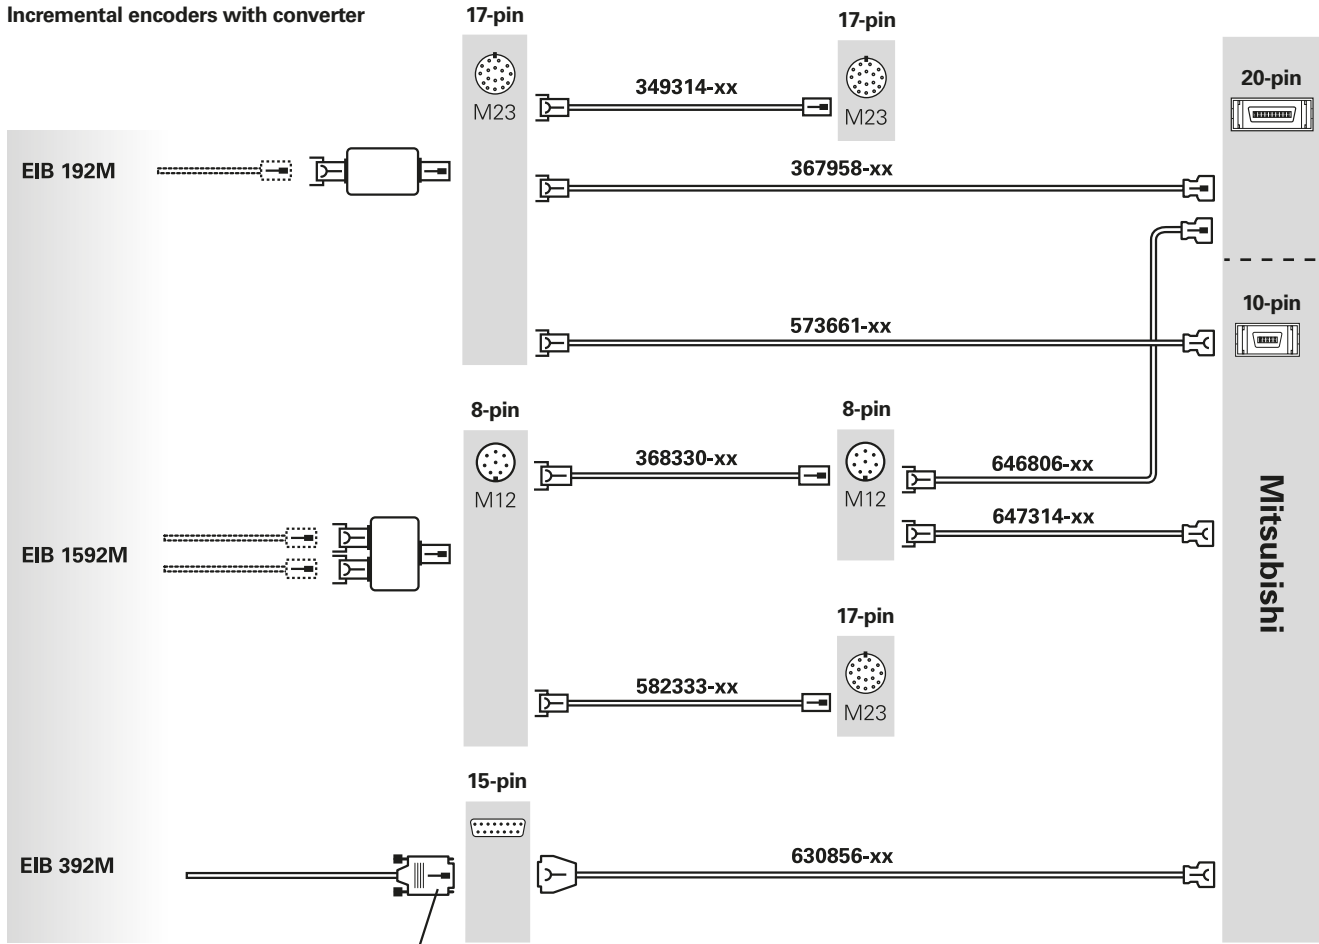 Incremental encoders with converter
17-pin
17-pin
20-pin
M23
349314-xx
M23
EIB 192M
367958-xx
10-pin
573661-xx
8-pin
8-pin
M12
368330-xx
M12
646806-xx
647314-xx
Mitsubishi
EIB 1592M
17-pin
582333-xx
M23
15-pin
EIB 392M
630856-xx